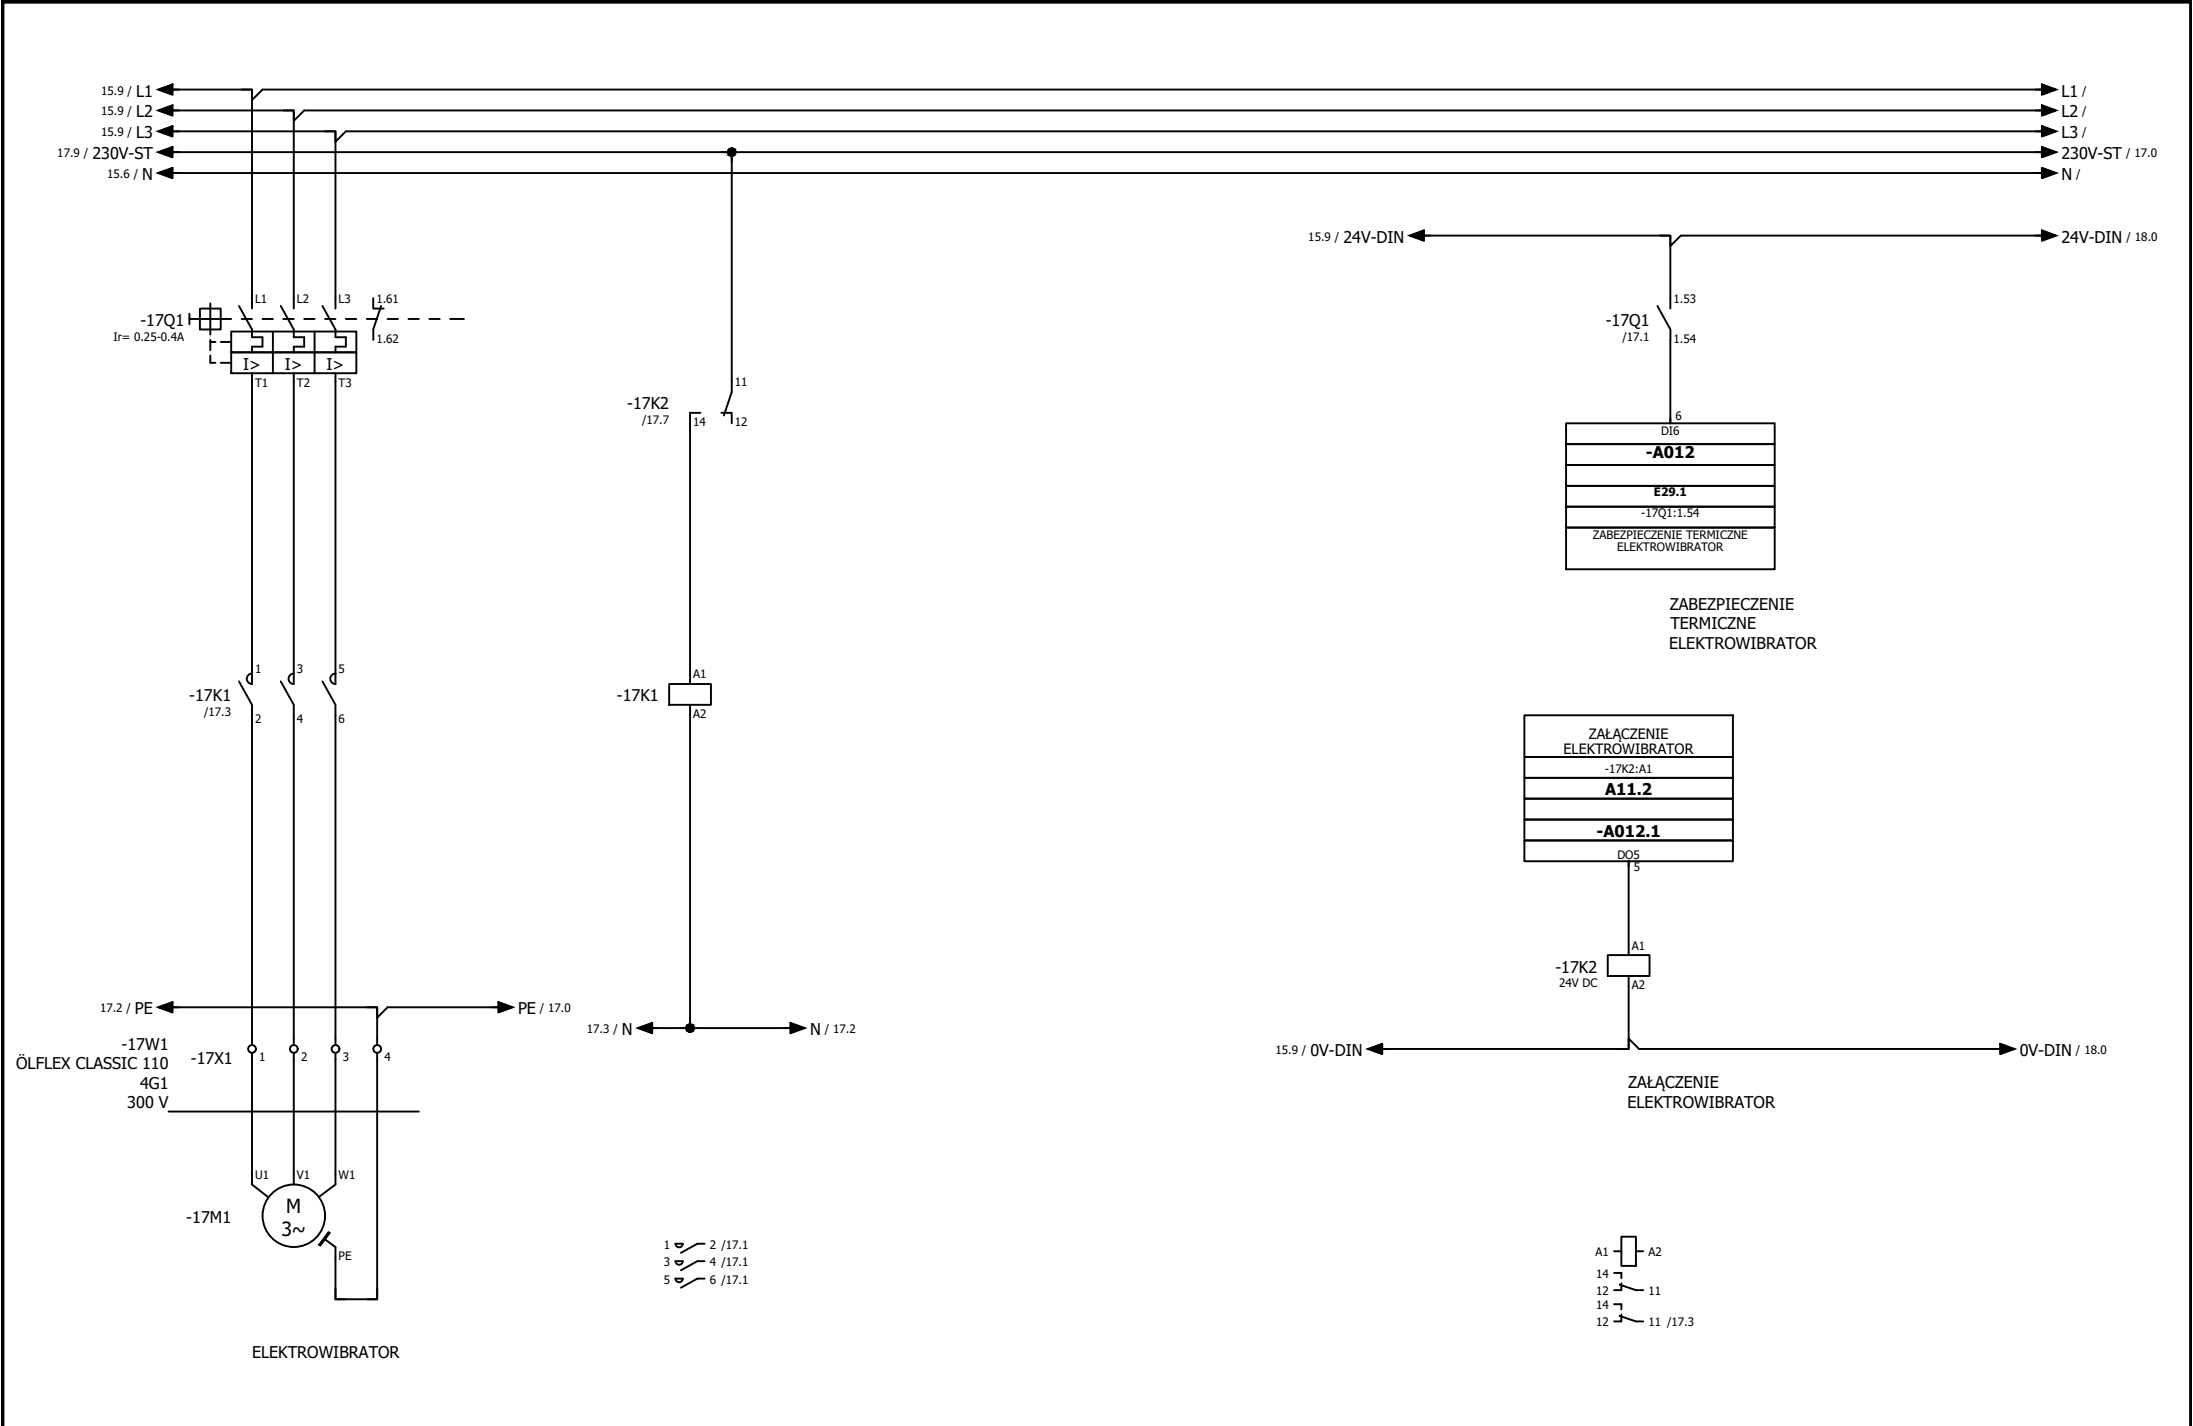 15.9 / L1
15.9 / L2
15.9 / L3
17.9 / 230V-ST
15.6 / N
L1 /
L2 /
L3 /
230V-ST / 17.0
N /
15.9 / 24V-DIN
24V-DIN / 18.0
-17Q1
Ir= 0.25-0.4A
L1
L2
L3
1.61
1.62
I>
I>
I>
T1
T2
T3
-17K2
/17.7
11
14
12
-17Q1
/17.1
1.53
1.54
6
DI6
-A012
E29.1
-17Q1:1.54
ZABEZPIECZENIE TERMICZNE
ELEKTROWIBRATOR
ZABEZPIECZENIE
TERMICZNE
ELEKTROWIBRATOR
-17K1
/17.3
1
3
5
2
4
6
-17K1
A1
A2
ZAŁĄCZENIE
ELEKTROWIBRATOR
-17K2:A1
A11.2
-A012.1
DO5
5
-17K2
24V DC
A1
A2
17.2 / PE
PE / 17.0
17.3 / N
N / 17.2
15.9 / 0V-DIN
0V-DIN / 18.0
ZAŁĄCZENIE
ELEKTROWIBRATOR
-17W1
ÖLFLEX CLASSIC 110
4G1
300 V
-17X1
1
2
3
4
U1
V1
W1
-17M1
M
3~
PE
ELEKTROWIBRATOR
1 2 /17.1
3 4 /17.1
5 6 /17.1
A1 A2
14
12 11
14
12 11 /17.3